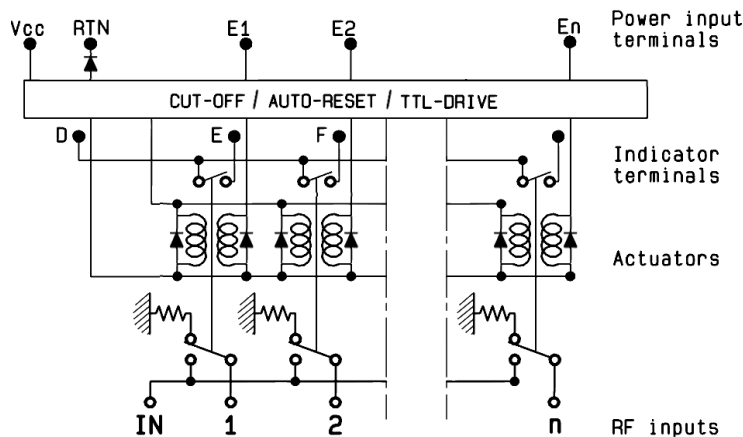 Vcc RTN E1 E2 En Power input
terminals
CUT-OFF / AUTO-RESET / TTL-DRIVE
D E F
Indicator
terminals
Actuators
IN 1 2 n RF inputs